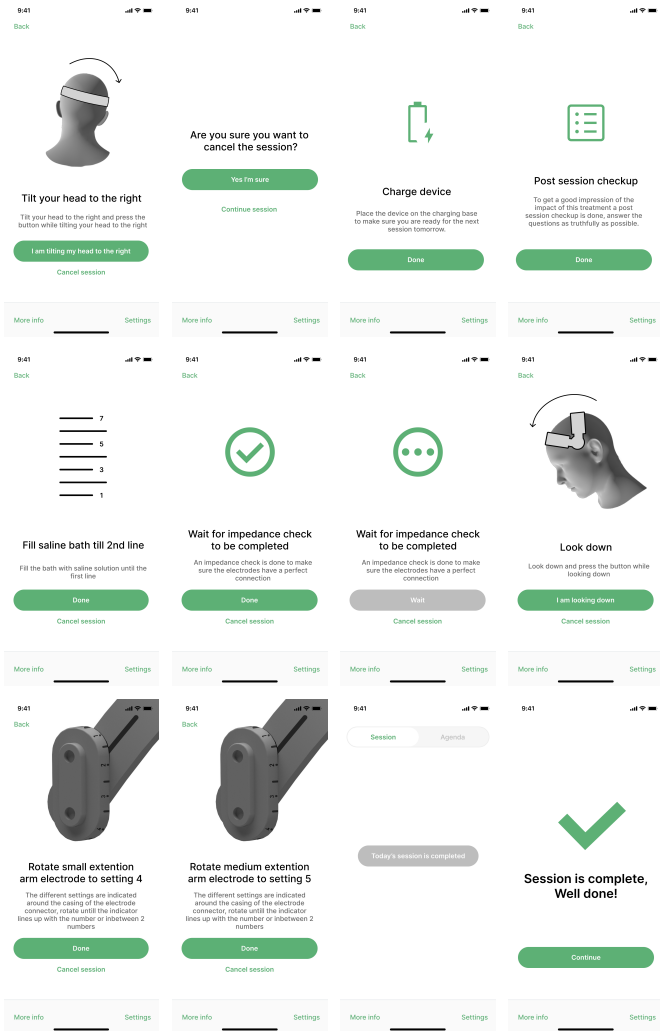 9:41
Back
Tilt your head to the right
Tilt your head to the right and press the
button while tilting your head to the right
I am tilting my head to the right
Cancel session
More info
Settings
9:41
Are you sure you want to
cancel the session?
Yes I'm sure
Continue session
More info
Settings
9:41
Back
Charge device
Place the device on the charging base
to make sure you are ready for the next
session tomorrow.
Done
More info
Settings
9:41
Back
Post session checkup
To get a good impression of the
impact of this treatment a post
session checkup is done, answer the
questions as truthfully as possible.
Done
More info
Settings
9:41
Back
7
5
3
1
Fill saline bath till 2nd line
Fill the bath with saline solution until the
first line
Done
Cancel session
More info
Settings
9:41
Back
Wait for impedance check
to be completed
An impedance check is done to make
sure the electrodes have a perfect
connection
Done
Cancel session
More info
Settings
9:41
Back
Wait for impedance check
to be completed
An impedance check is done to make
sure the electrodes have a perfect
connection
Wait
Cancel session
More info
Settings
9:41
Back
Look down
Look down and press the button while
looking down
I am looking down
Cancel session
More info
Settings
9:41
Back
Rotate small extention
arm electrode to setting 4
The different settings are indicated
around the casing of the electrode
connector, rotate untill the indicator
lines up with the number or inbetween 2
numbers
Done
Cancel session
More info
Settings
9:41
Back
Rotate medium extention
arm electrode to setting 5
The different settings are indicated
around the casing of the electrode
connector, rotate untill the indicator
lines up with the number or inbetween 2
numbers
Done
Cancel session
More info
Settings
9:41
Session
Agenda
Today's session is completed
More info
Settings
9:41
Session is complete,
Well done!
Continue
More info
Settings